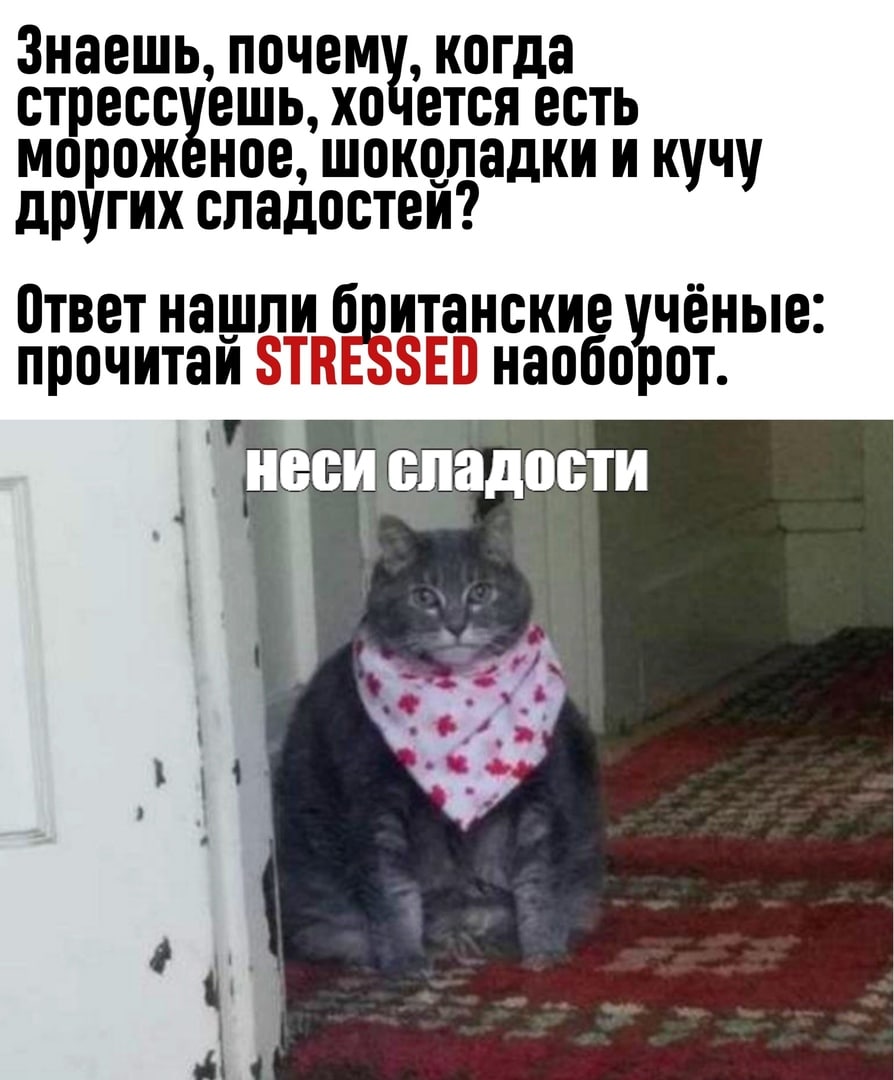 Знаешь, почему, когда
стрессуешь, хочется есть
мороженое, шоколадки и кучу
других сладостей?
Ответ нашли британские учёные:
прочитай STRESSED наоборот.
неси сладости